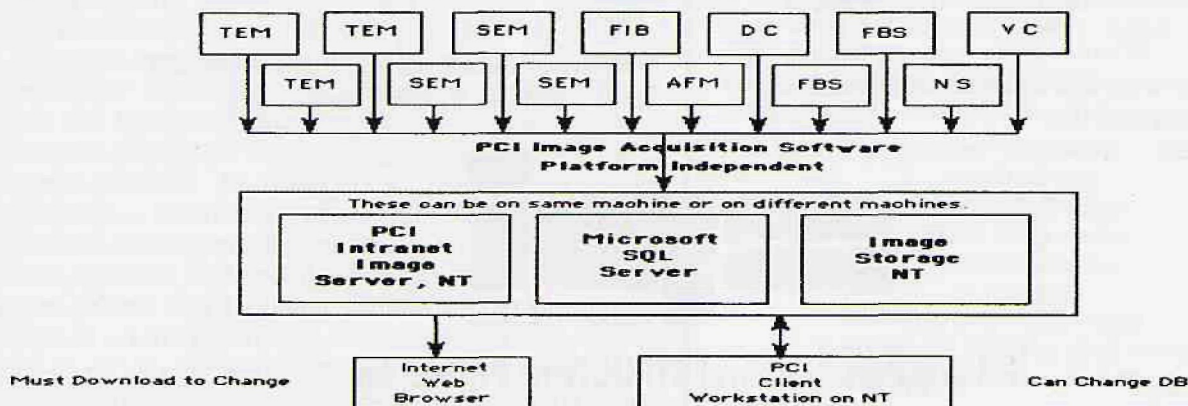 TEM TEM SEM FIB DC FBS VC
TEM SEM SEM AFM FBS NS
PCI Image Acquisition Software
Platform Independent
These can be on same machine or on different machines.
PCI
Intranet
Image
Server, NT
Microsoft
SQL
Server
Image
Storage
NT
Must Download to Change
Internet
Web
Browser
PCI
Client
Workstation on NT
Can Change DB